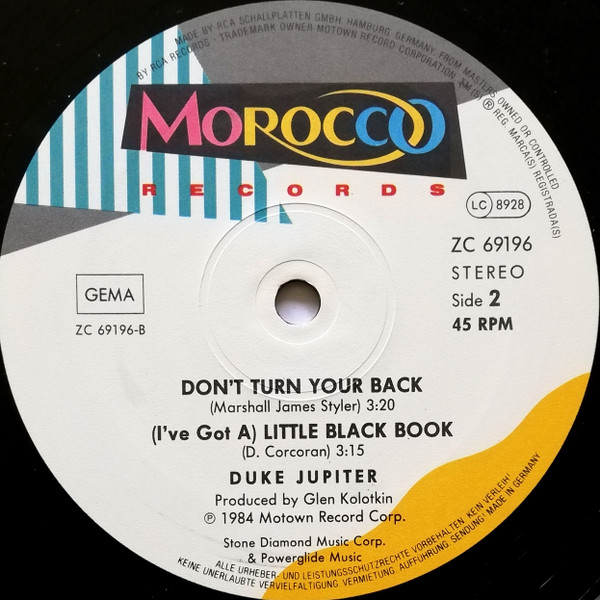 MADE BY RCA SCHALLPLATTEN GMBH, HAMBURG, GERMANY, FROM MASTERS OWNED OR CONTROLLED
BY RCA RECORDS · TRADEMARK OWNER MOTOWN RECORD CORPORATION. TM(S) ® REG. MARCA(S) REGISTRADA(S)
MOROCCO
RECORDS
LC 8928
ZC 69196
STEREO
Side 2
45 RPM
GEMA
ZC 69196-B
DON'T TURN YOUR BACK
(Marshall James Styler) 3:20
(I've Got A) LITTLE BLACK BOOK
(D. Corcoran) 3:15
DUKE JUPITER
Produced by Glen Kolotkin
℗ 1984 Motown Record Corp.
Stone Diamond Music Corp.
& Powerglide Music
ALLE URHEBER- UND LEISTUNGSSCHUTZRECHTE VORBEHALTEN. KEIN VERLEIH!
KEINE UNERLAUBTE VERVIELFÄLTIGUNG, VERMIETUNG, AUFFÜHRUNG, SENDUNG! MADE IN GERMANY